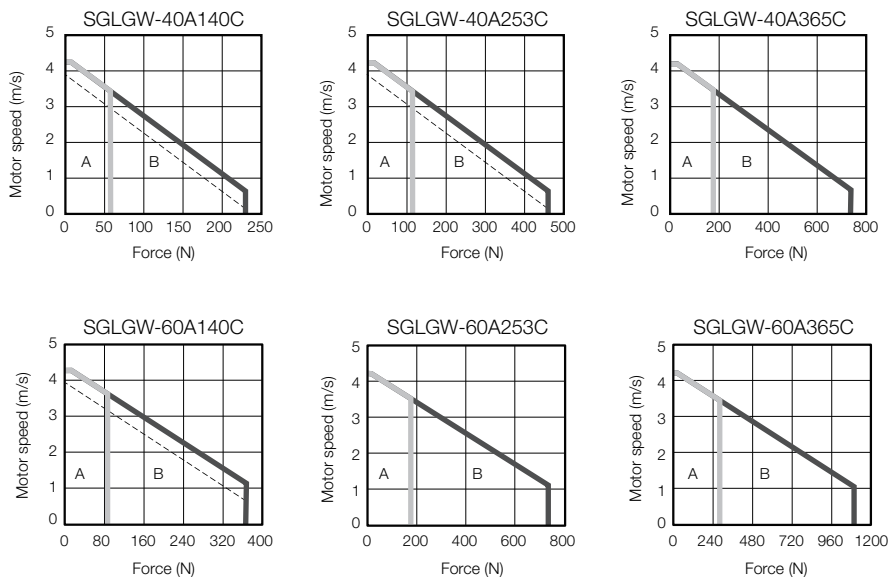 SGLGW-40A140C
Motor speed (m/s)
5
4
3
2
1
0
A
B
0 50 100 150 200 250
Force (N)
SGLGW-40A253C
Motor speed (m/s)
5
4
3
2
1
0
A
B
0 100 200 300 400 500
Force (N)
SGLGW-40A365C
Motor speed (m/s)
5
4
3
2
1
0
A
B
0 200 400 600 800
Force (N)
SGLGW-60A140C
Motor speed (m/s)
5
4
3
2
1
0
A
B
0 80 160 240 320 400
Force (N)
SGLGW-60A253C
Motor speed (m/s)
5
4
3
2
1
0
A
B
0 200 400 600 800
Force (N)
SGLGW-60A365C
Motor speed (m/s)
5
4
3
2
1
0
A
B
0 240 480 720 960 1200
Force (N)